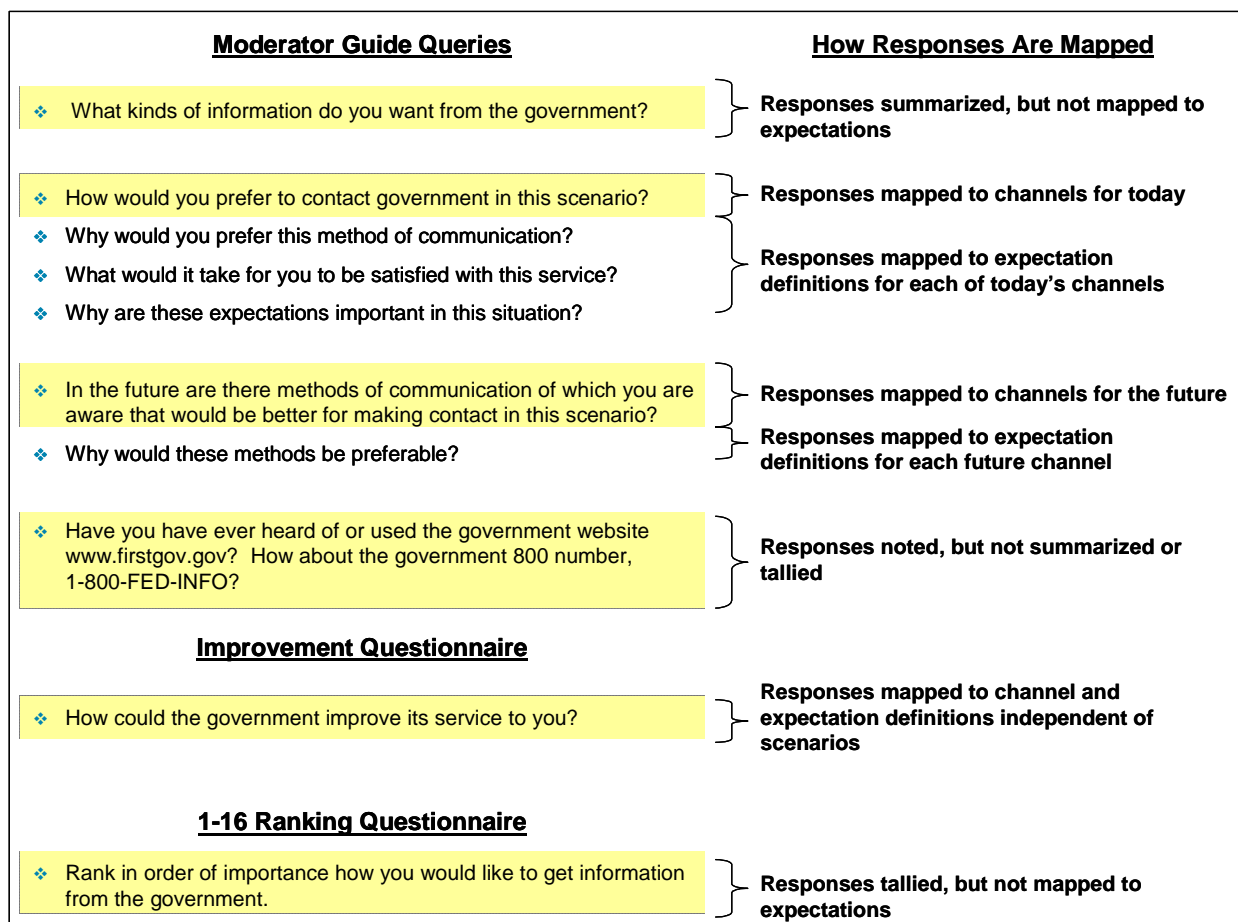 Moderator Guide Queries
How Responses Are Mapped
What kinds of information do you want from the government?
Responses summarized, but not mapped to
expectations
How would you prefer to contact government in this scenario?
Responses mapped to channels for today
Why would you prefer this method of communication?
What would it take for you to be satisfied with this service?
Why are these expectations important in this situation?
Responses mapped to expectation
definitions for each of today's channels
In the future are there methods of communication of which you are
aware that would be better for making contact in this scenario?
Responses mapped to channels for the future
Why would these methods be preferable?
Responses mapped to expectation
definitions for each future channel
Have you have ever heard of or used the government website
www.firstgov.gov? How about the government 800 number,
1-800-FED-INFO?
Responses noted, but not summarized or
tallied
Improvement Questionnaire
How could the government improve its service to you?
Responses mapped to channel and
expectation definitions independent of
scenarios
1-16 Ranking Questionnaire
Rank in order of importance how you would like to get information
from the government.
Responses tallied, but not mapped to
expectations